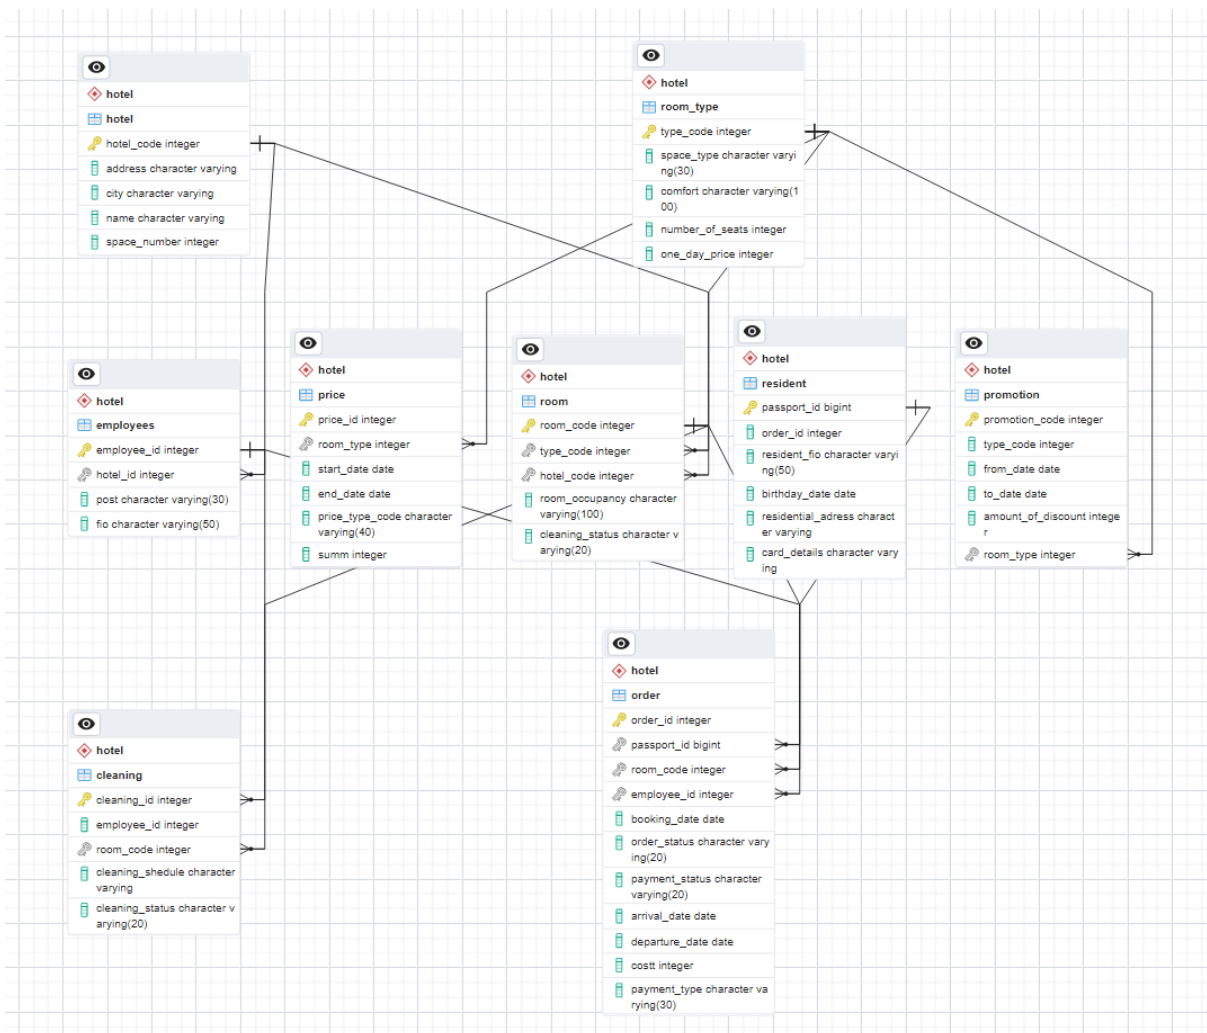 hotel
hotel
hotel_code integer
address character varying
city character varying
name character varying
space_number integer
hotel
room_type
type_code integer
space_type character varyi
ng(30)
comfort character varying(1
00)
number_of_seats integer
one_day_price integer
hotel
employees
employee_id integer
hotel_id integer
post character varying(30)
fio character varying(50)
hotel
price
price_id integer
room_type integer
start_date date
end_date date
price_type_code character
varying(40)
summ integer
hotel
room
room_code integer
type_code integer
hotel_code integer
room_occupancy character
varying(100)
cleaning_status character v
arying(20)
hotel
resident
passport_id bigint
order_id integer
resident_fio character varyi
ng(50)
birthday_date date
residential_adress charact
er varying
card_details character vary
ing
hotel
promotion
promotion_code integer
type_code integer
from_date date
to_date date
amount_of_discount intege
r
room_type integer
hotel
cleaning
cleaning_id integer
employee_id integer
room_code integer
cleaning_shedule character
varying
cleaning_status character v
arying(20)
hotel
order
order_id integer
passport_id bigint
room_code integer
employee_id integer
booking_date date
order_status character vary
ing(20)
payment_status character
varying(20)
arrival_date date
departure_date date
costt integer
payment_type character va
rying(30)